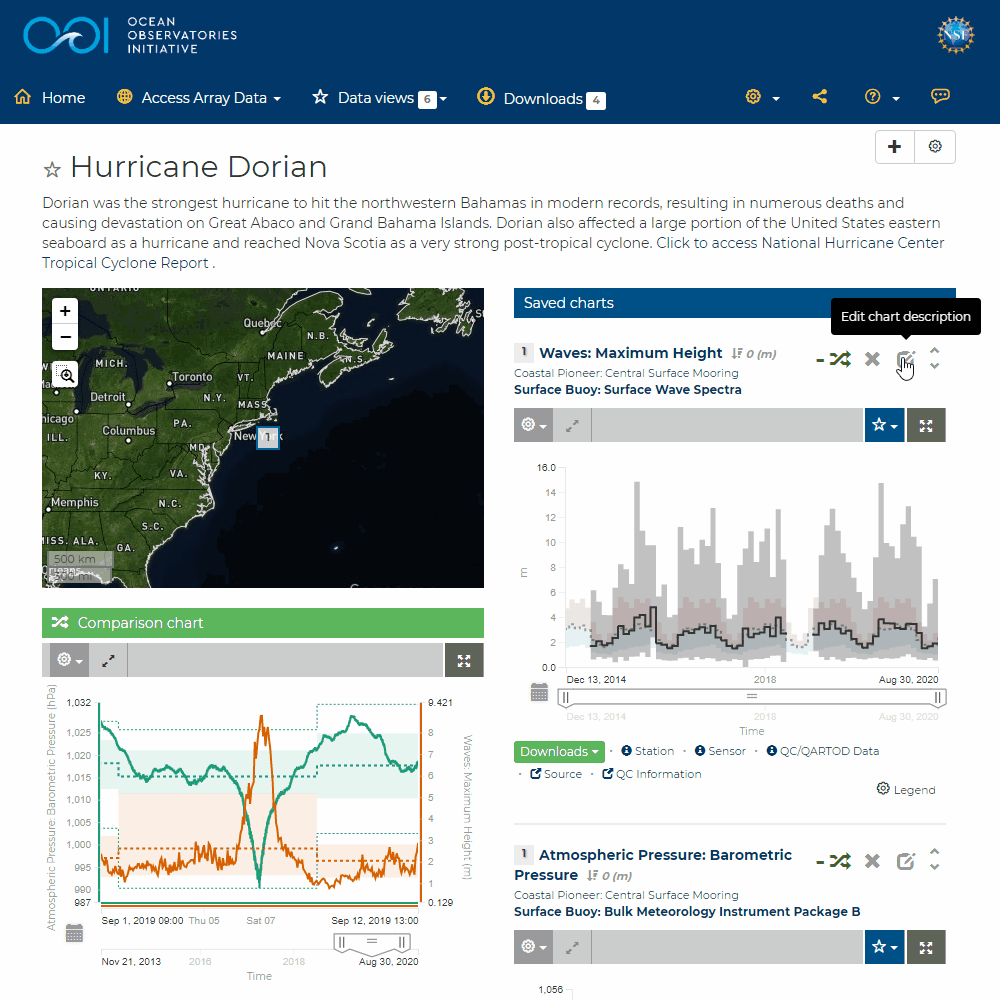 OCEAN
OBSERVATORIES
INITIATIVE
NSF
Home
Access Array Data
Data views 6
Downloads 4
Hurricane Dorian
Dorian was the strongest hurricane to hit the northwestern Bahamas in modern records, resulting in numerous deaths and
causing devastation on Great Abaco and Grand Bahama Islands. Dorian also affected a large portion of the United States eastern
seaboard as a hurricane and reached Nova Scotia as a very strong post-tropical cyclone. Click to access National Hurricane Center
Tropical Cyclone Report .
ONTARIO
+
−
Quebec
N.B.
MAINE
N.S.
MICH.
Toronto
VT.
N.Y.
MASS.
Detroit
hicago
PA.
ILL.
Columbus
MD.
New York
1
KY.
VA.
Memphis
N.C.
S.C.
MISS.
ALA.
GA.
500 km
300 mi
Comparison chart
Atmospheric Pressure: Barometric Pressure (hPa)
1,032
1,025
1,020
1,015
1,010
1,005
1,000
995
990
987
9.421
8
7
6
5
4
3
2
1
0.129
Waves: Maximum Height (m)
Sep 1, 2019 09:00
Thu 05
Sat 07
Sep 12, 2019 13:00
Nov 21, 2013
2016
2018
Aug 30, 2020
Time
Saved charts
Edit chart description
1 Waves: Maximum Height 0 (m)
Coastal Pioneer: Central Surface Mooring
Surface Buoy: Surface Wave Spectra
16.0
14
12
10
8
6
4
2
0.0
m
Dec 13, 2014
2018
Aug 30, 2020
Dec 13, 2014
2018
Aug 30, 2020
Time
Downloads · Station · Sensor · QC/QARTOD Data
· Source · QC Information
Legend
1 Atmospheric Pressure: Barometric
Pressure 0 (m)
Coastal Pioneer: Central Surface Mooring
Surface Buoy: Bulk Meteorology Instrument Package B
1,056